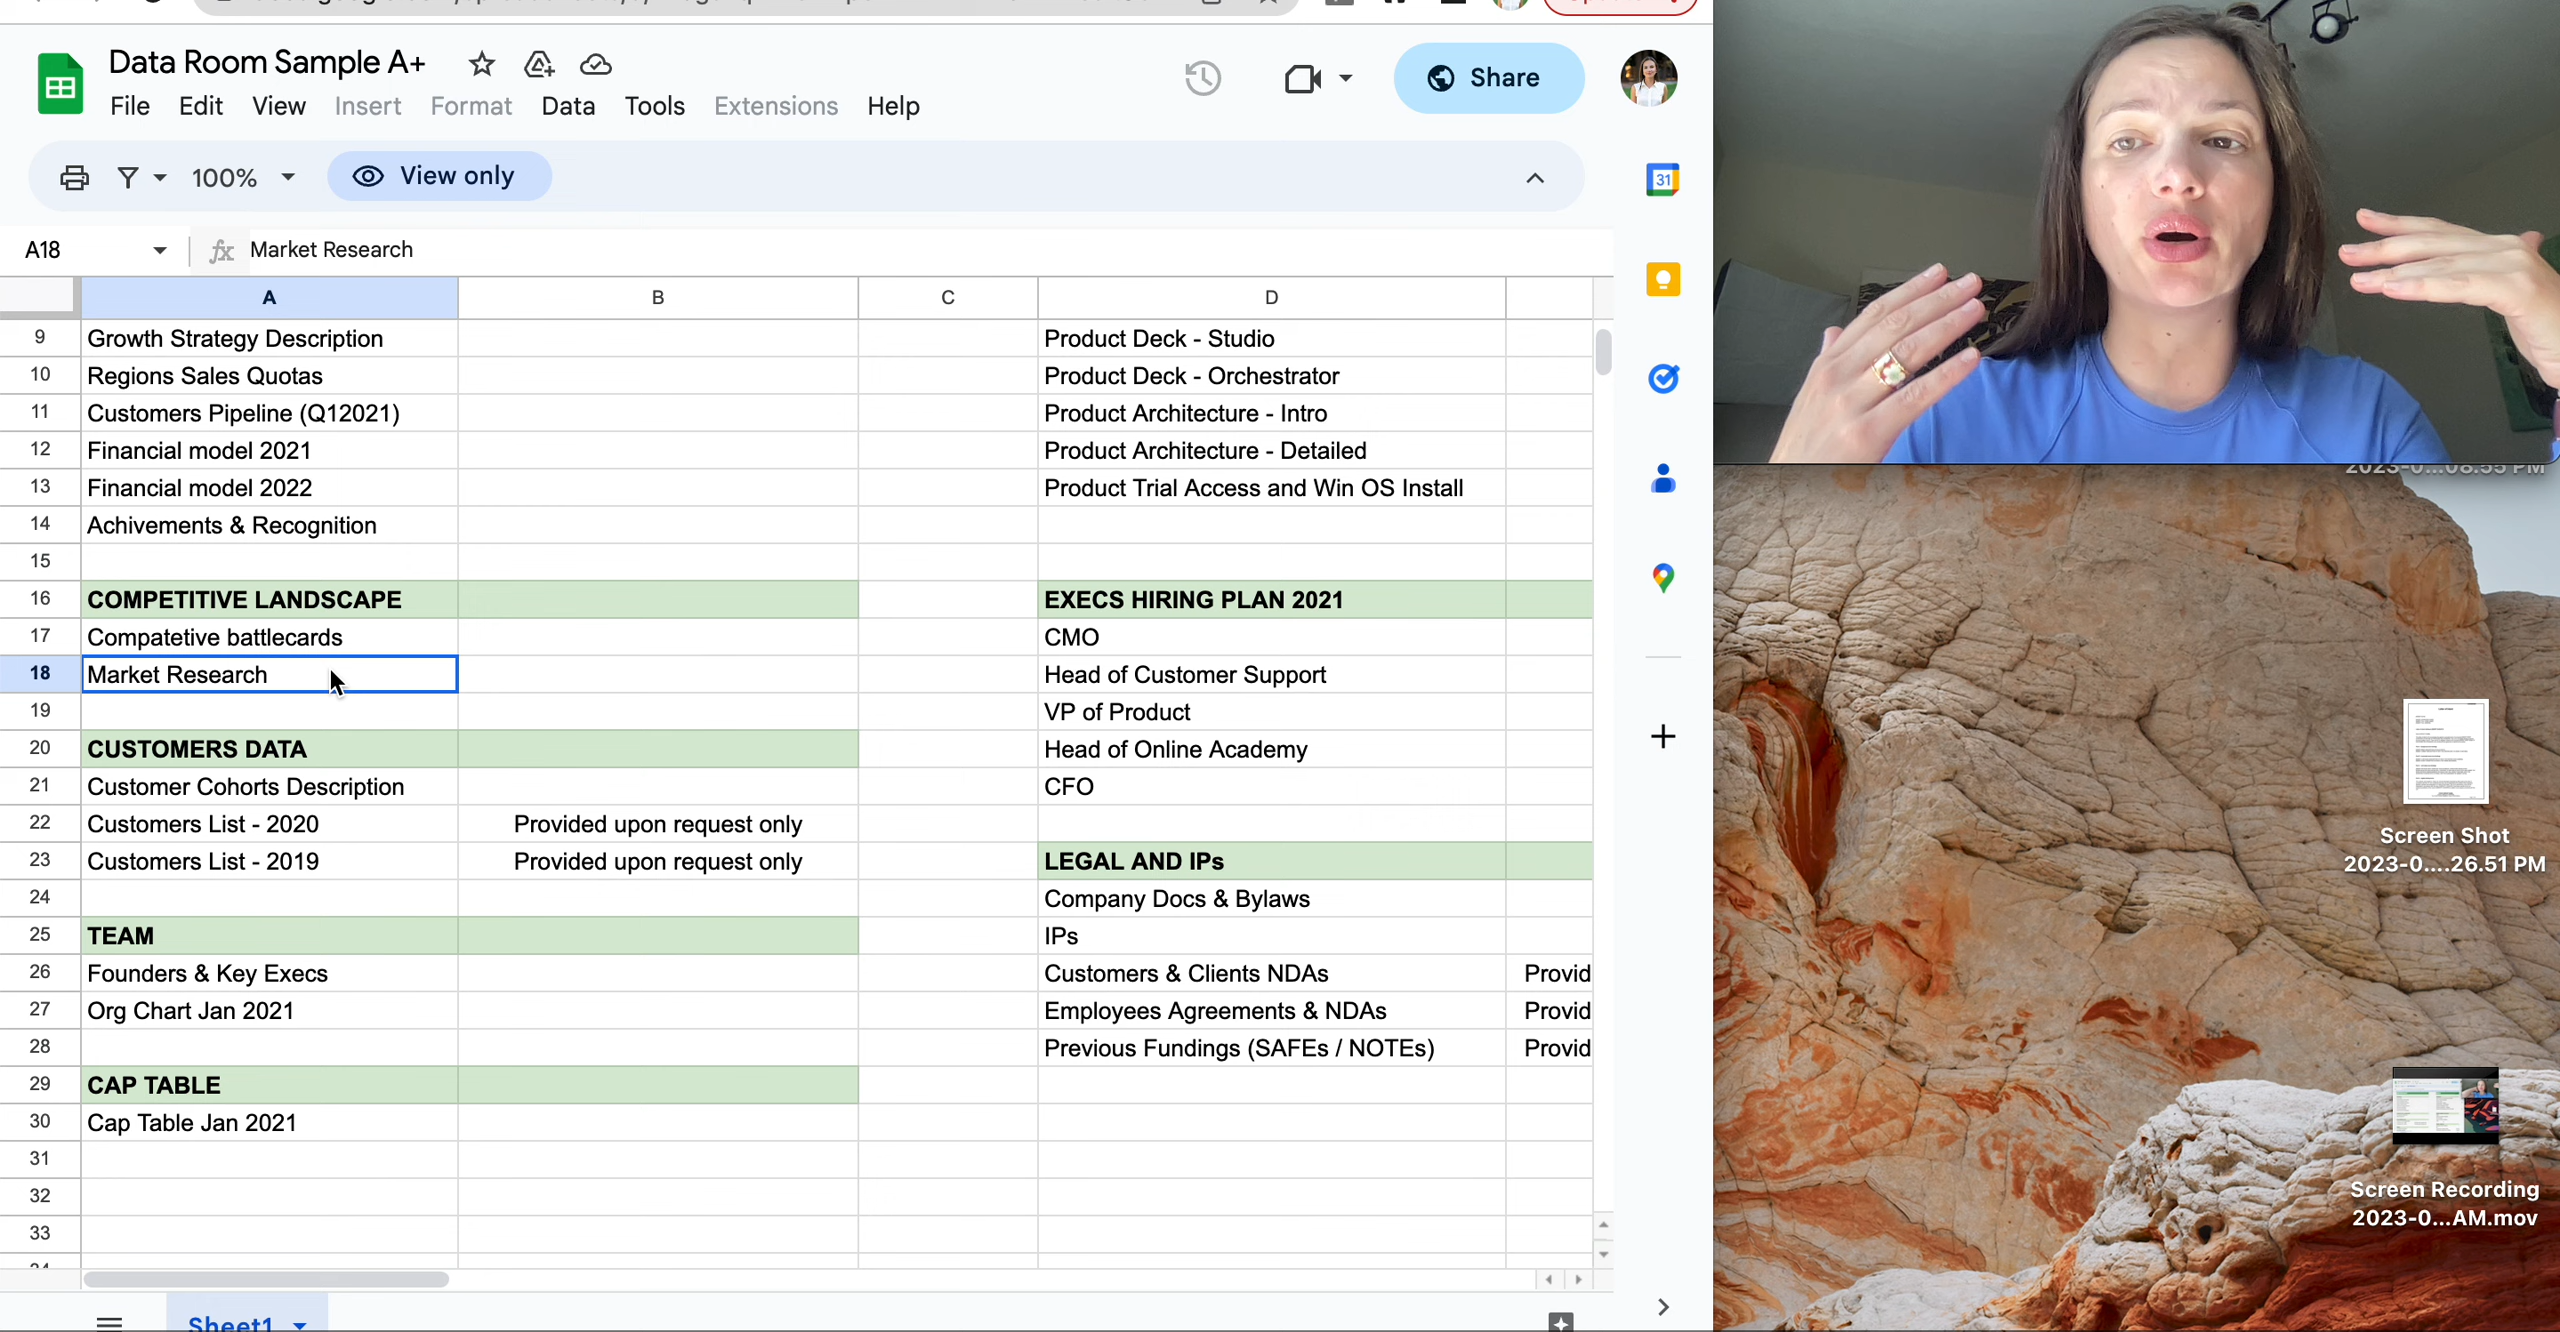 Data Room Sample A+
Share
File Edit View Insert Format Data Tools Extensions Help
100% View only
31
A18 fx Market Research
A B C D
9 Growth Strategy Description Product Deck - Studio
10 Regions Sales Quotas Product Deck - Orchestrator
11 Customers Pipeline (Q12021) Product Architecture - Intro
12 Financial model 2021 Product Architecture - Detailed
13 Financial model 2022 Product Trial Access and Win OS Install
14 Achivements & Recognition
15
16 COMPETITIVE LANDSCAPE EXECS HIRING PLAN 2021
17 Compatetive battlecards CMO
18 Market Research Head of Customer Support
19 VP of Product
20 CUSTOMERS DATA Head of Online Academy
21 Customer Cohorts Description CFO
22 Customers List - 2020 Provided upon request only
23 Customers List - 2019 Provided upon request only LEGAL AND IPs
24 Company Docs & Bylaws
25 TEAM IPs
26 Founders & Key Execs Customers & Clients NDAs Provid
27 Org Chart Jan 2021 Employees Agreements & NDAs Provid
28 Previous Fundings (SAFEs / NOTEs) Provid
29 CAP TABLE
30 Cap Table Jan 2021
31
32
33
Sheet1
2023-0...08.55 PM
Screen Shot
2023-0....26.51 PM
Screen Recording
2023-0...AM.mov